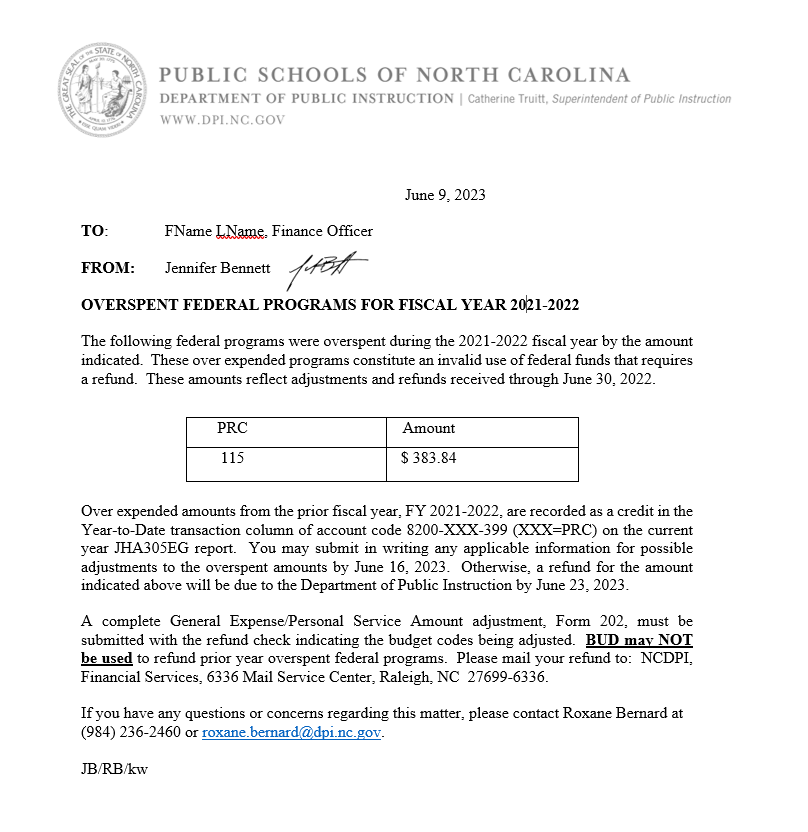 PUBLIC SCHOOLS OF NORTH CAROLINA
DEPARTMENT OF PUBLIC INSTRUCTION | Catherine Truitt, Superintendent of Public Instruction
WWW.DPI.NC.GOV
June 9, 2023
TO: FName LName, Finance Officer
FROM: Jennifer Bennett
OVERSPENT FEDERAL PROGRAMS FOR FISCAL YEAR 2021-2022
The following federal programs were overspent during the 2021-2022 fiscal year by the amount
indicated. These over expended programs constitute an invalid use of federal funds that requires
a refund. These amounts reflect adjustments and refunds received through June 30, 2022.
PRC Amount
115 $ 383.84
Over expended amounts from the prior fiscal year, FY 2021-2022, are recorded as a credit in the
Year-to-Date transaction column of account code 8200-XXX-399 (XXX=PRC) on the current
year JHA305EG report. You may submit in writing any applicable information for possible
adjustments to the overspent amounts by June 16, 2023. Otherwise, a refund for the amount
indicated above will be due to the Department of Public Instruction by June 23, 2023.
A complete General Expense/Personal Service Amount adjustment, Form 202, must be
submitted with the refund check indicating the budget codes being adjusted. BUD may NOT
be used to refund prior year overspent federal programs. Please mail your refund to: NCDPI,
Financial Services, 6336 Mail Service Center, Raleigh, NC 27699-6336.
If you have any questions or concerns regarding this matter, please contact Roxane Bernard at
(984) 236-2460 or roxane.bernard@dpi.nc.gov.
JB/RB/kw